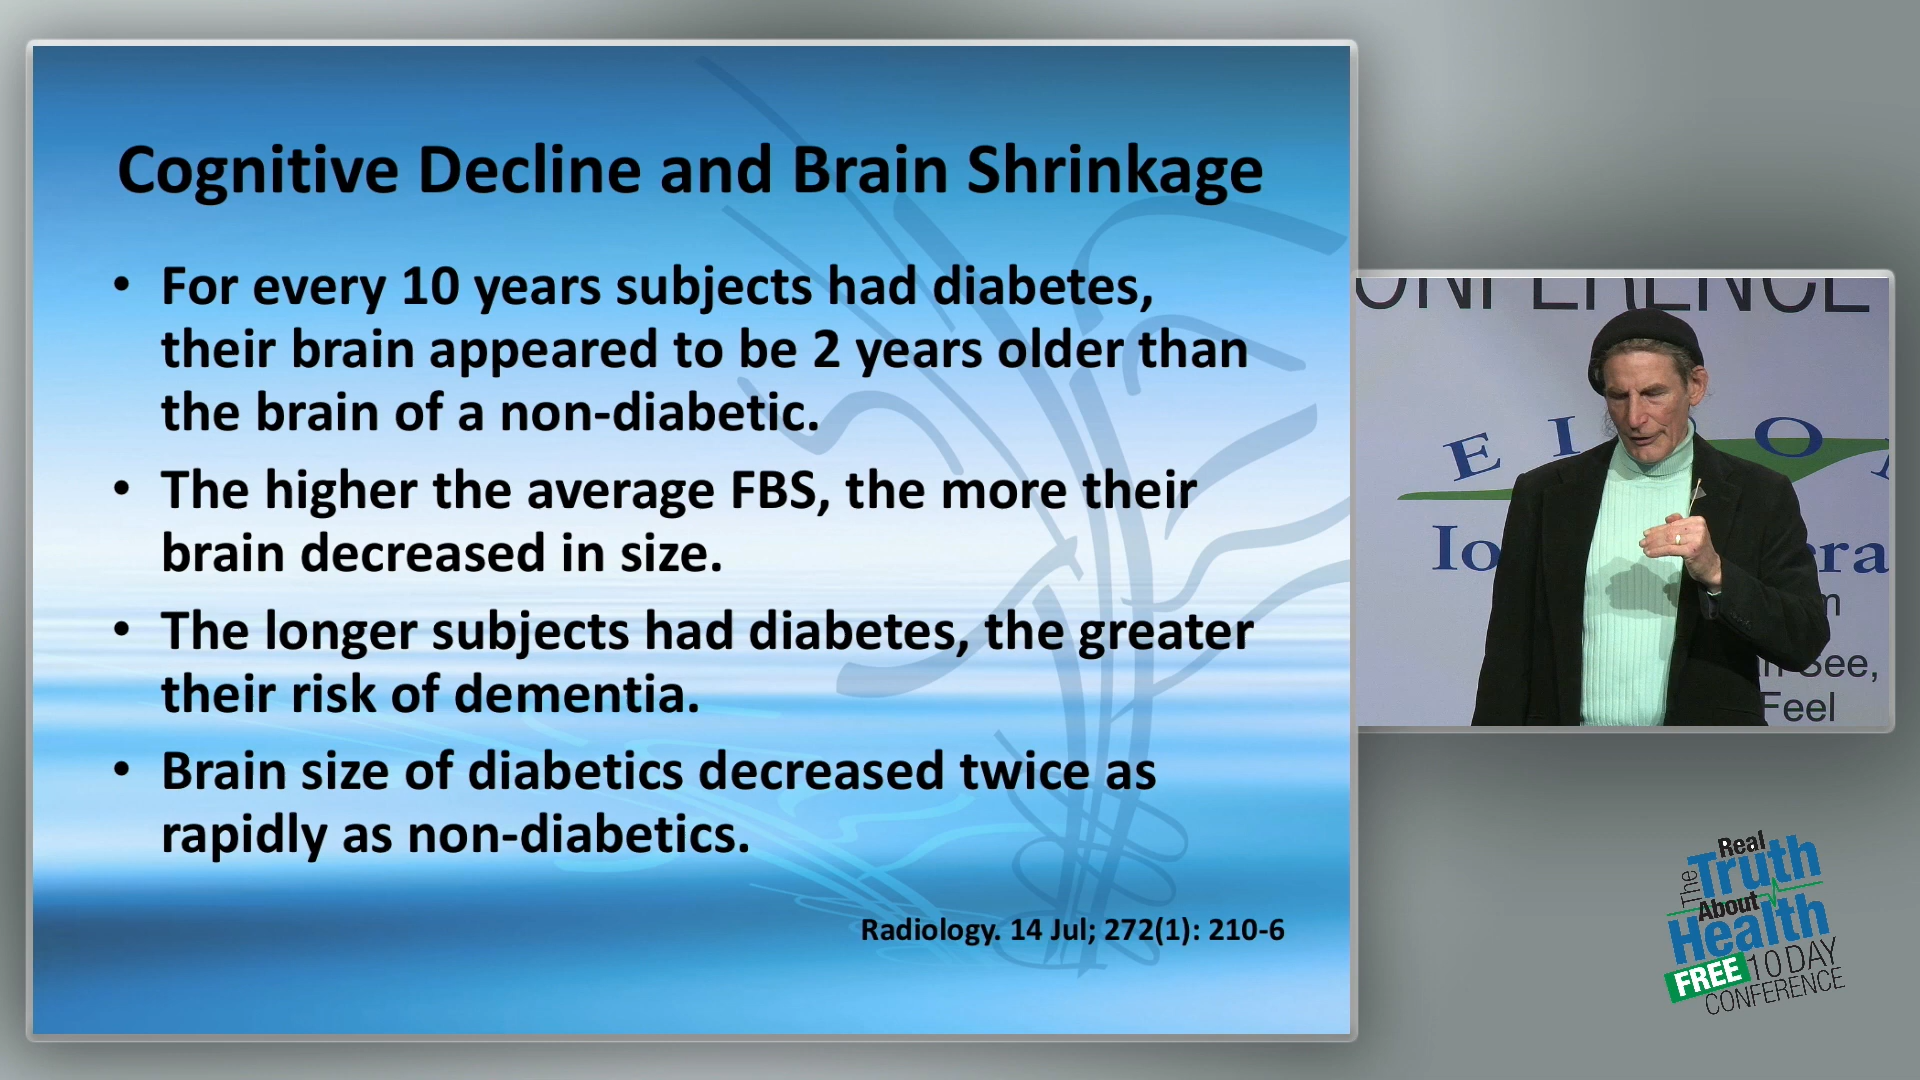 Cognitive Decline and Brain Shrinkage
• For every 10 years subjects had diabetes,
their brain appeared to be 2 years older than
the brain of a non-diabetic.
• The higher the average FBS, the more their
brain decreased in size.
• The longer subjects had diabetes, the greater
their risk of dementia.
• Brain size of diabetics decreased twice as
rapidly as non-diabetics.
Radiology. 14 Jul; 272(1): 210-6
ONFERENCE
E I O
Io
See,
Feel
The Real
Truth
About
Health
FREE 10 DAY
CONFERENCE